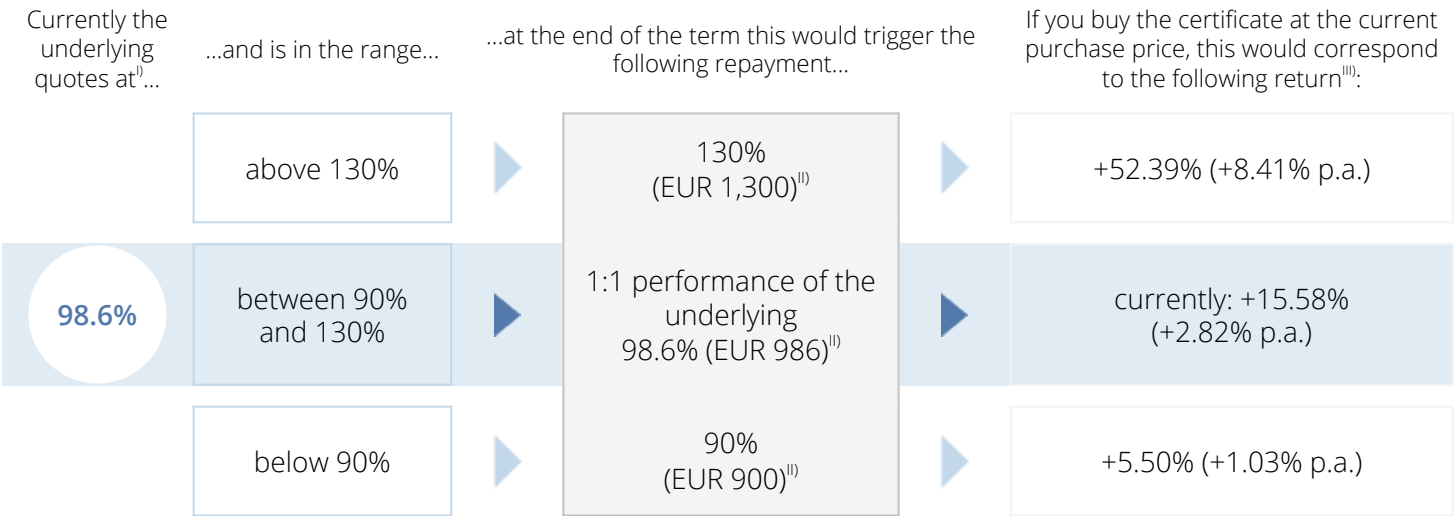 Currently the
underlying
quotes at^I)...
...and is in the range...
...at the end of the term this would trigger the
following repayment...
If you buy the certificate at the current
purchase price, this would correspond
to the following return^III):
above 130%
130%
(EUR 1,300)^II)
+52.39% (+8.41% p.a.)
98.6%
between 90%
and 130%
1:1 performance of the
underlying
98.6% (EUR 986)^II)
currently: +15.58%
(+2.82% p.a.)
below 90%
90%
(EUR 900)^II)
+5.50% (+1.03% p.a.)